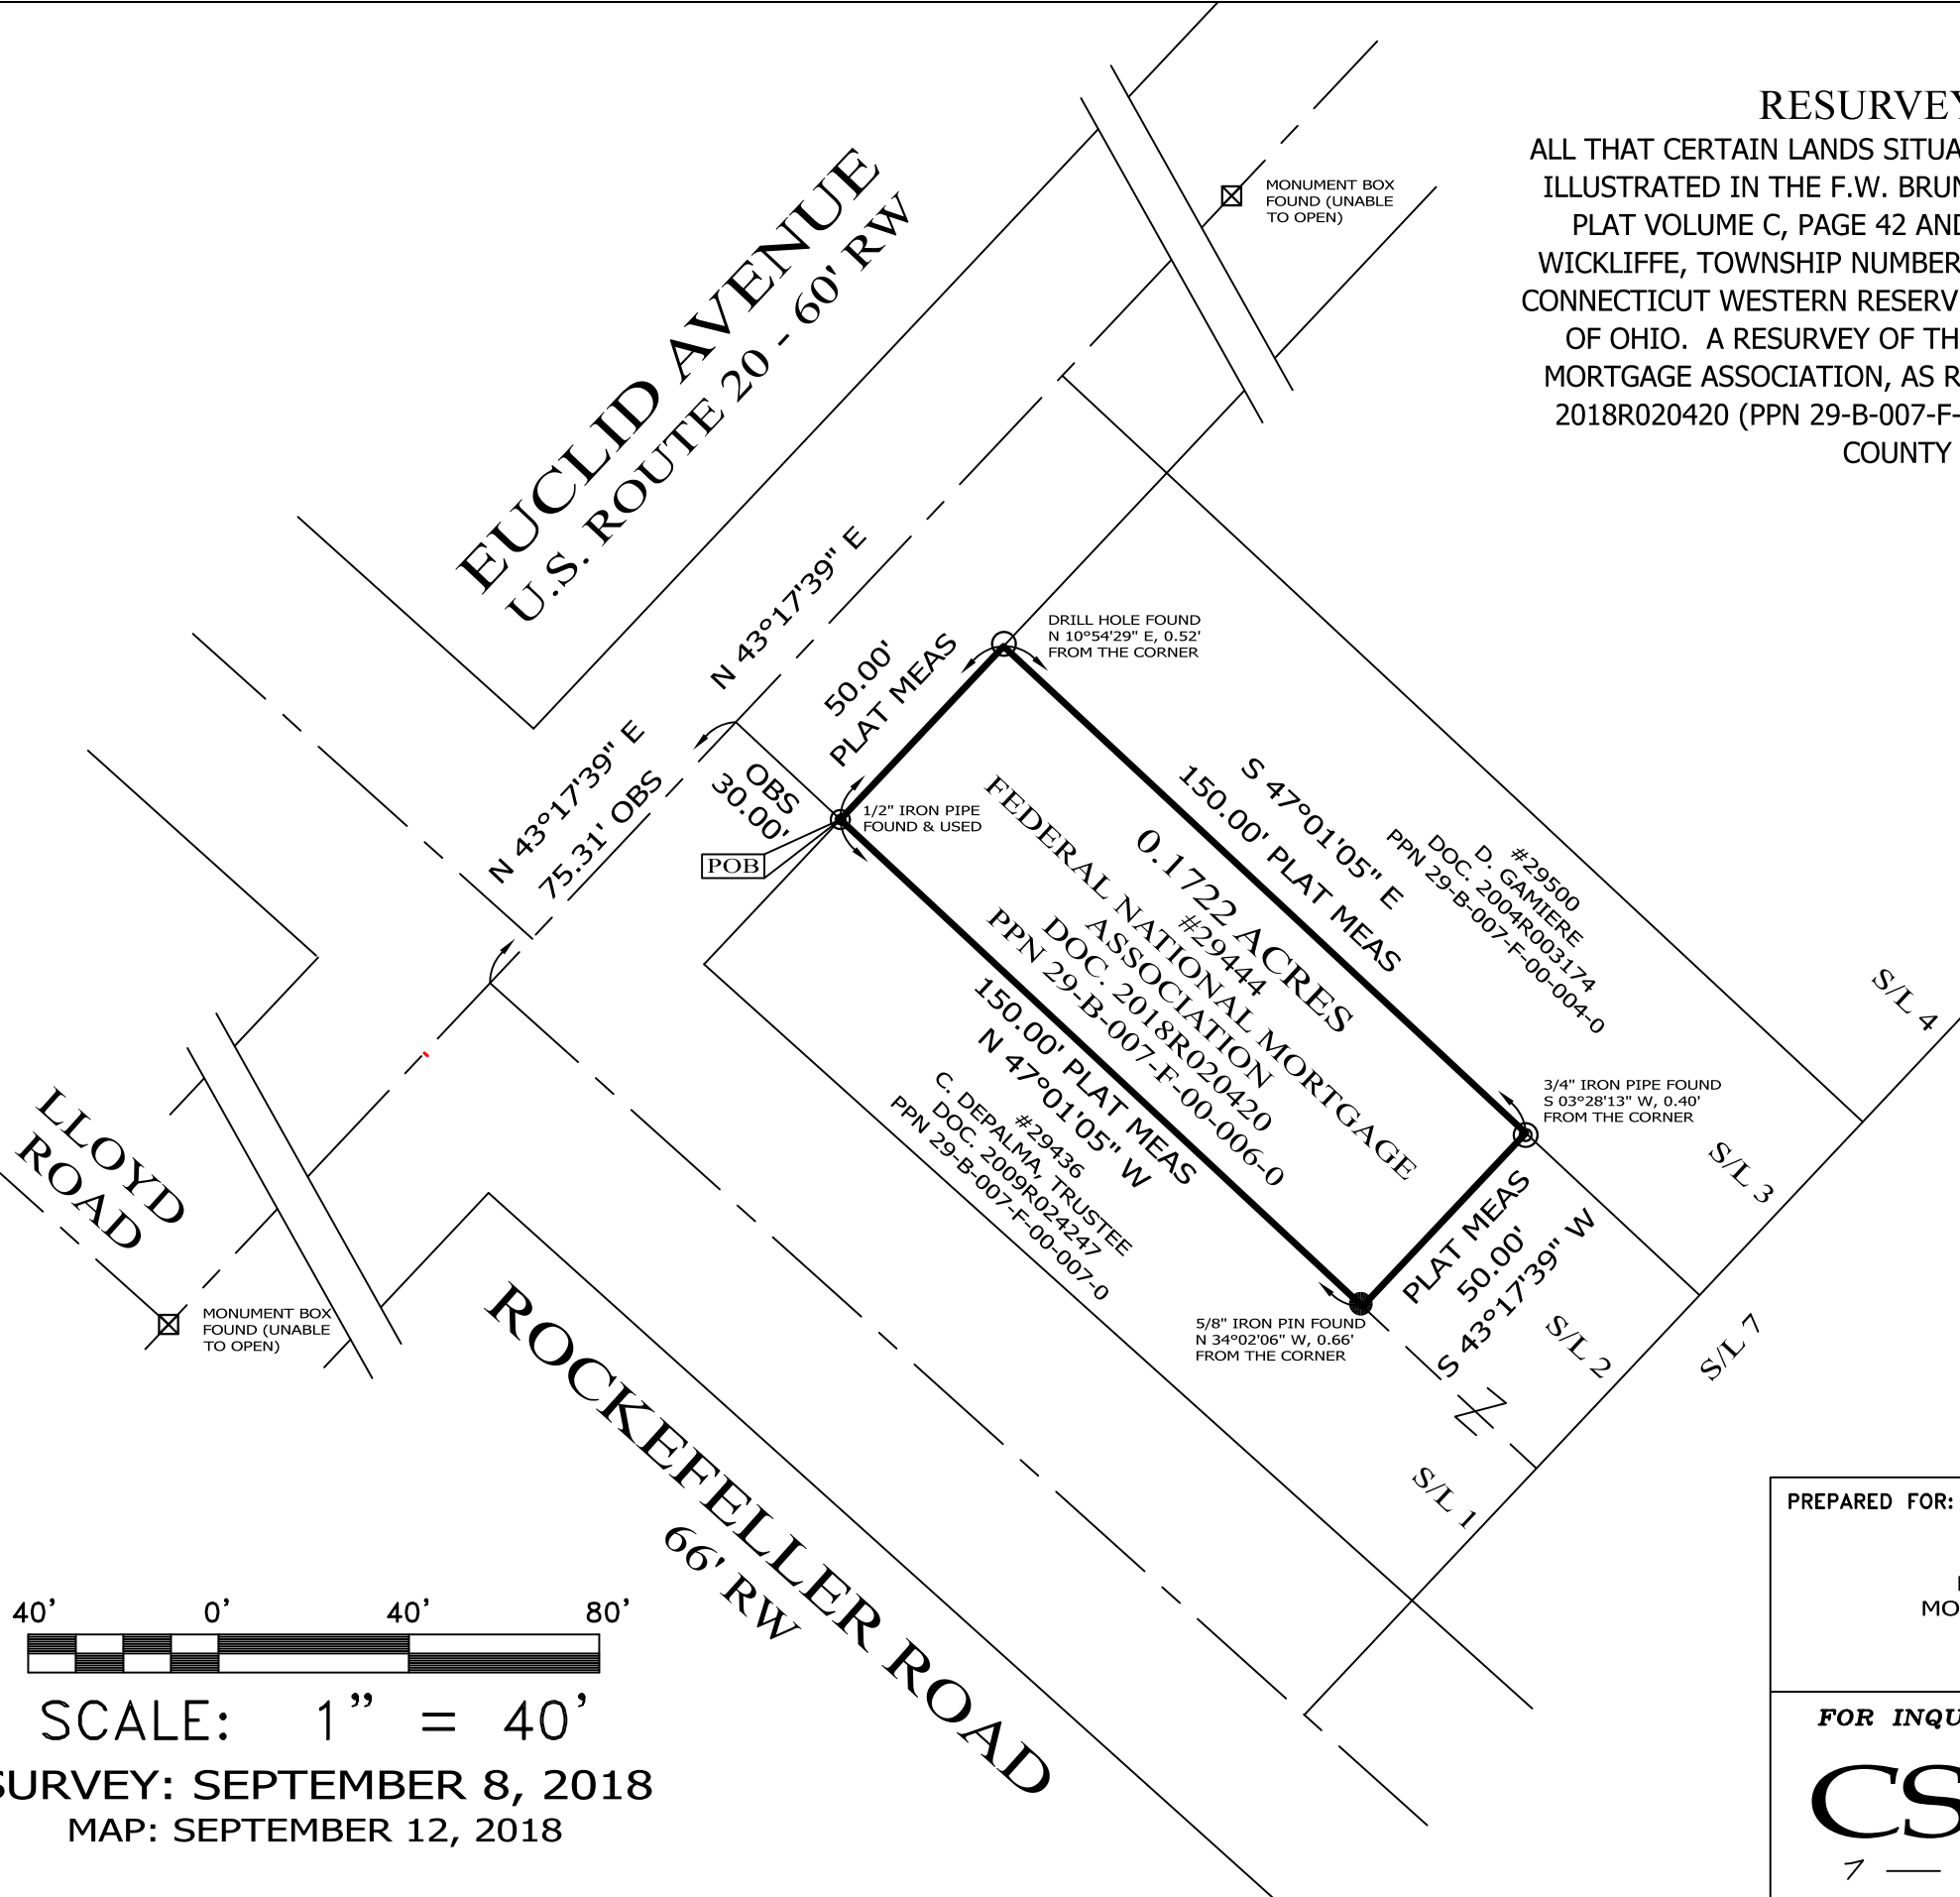 RESURVEY
ALL THAT CERTAIN LANDS SITUA
ILLUSTRATED IN THE F.W. BRUN
PLAT VOLUME C, PAGE 42 AND
WICKLIFFE, TOWNSHIP NUMBER
CONNECTICUT WESTERN RESERV
OF OHIO. A RESURVEY OF TH
MORTGAGE ASSOCIATION, AS R
2018R020420 (PPN 29-B-007-F-
COUNTY
MONUMENT BOX
FOUND (UNABLE
TO OPEN)
EUCLID AVENUE
U.S. ROUTE 20 - 60' RW
N 43°17'39" E
50.00'
PLAT MEAS
DRILL HOLE FOUND
N 10°54'29" E, 0.52'
FROM THE CORNER
N 43°17'39" E
75.31' OBS
OBS
30.00'
1/2" IRON PIPE
FOUND & USED
POB
S 47°01'05" E
150.00' PLAT MEAS
#29500
D. GAMIERE
DOC. 2004R003174
PPN 29-B-007-F-00-004-0
0.1722 ACRES
#29444
FEDERAL NATIONAL MORTGAGE
ASSOCIATION
DOC. 2018R020420
PPN 29-B-007-F-00-006-0
150.00' PLAT MEAS
N 47°01'05" W
#29436
C. DEPALMA, TRUSTEE
DOC. 2009R024247
PPN 29-B-007-F-00-007-0
3/4" IRON PIPE FOUND
S 03°28'13" W, 0.40'
FROM THE CORNER
PLAT MEAS
50.00'
S 43°17'39" W
5/8" IRON PIN FOUND
N 34°02'06" W, 0.66'
FROM THE CORNER
S/L 4
S/L 3
S/L 2
S/L 7
S/L 1
LLOYD
ROAD
MONUMENT BOX
FOUND (UNABLE
TO OPEN)
ROCKEFELLER ROAD
66' RW
40' 0' 40' 80'
SCALE: 1" = 40'
SURVEY: SEPTEMBER 8, 2018
MAP: SEPTEMBER 12, 2018
PREPARED FOR:
MO
FOR INQU
CS